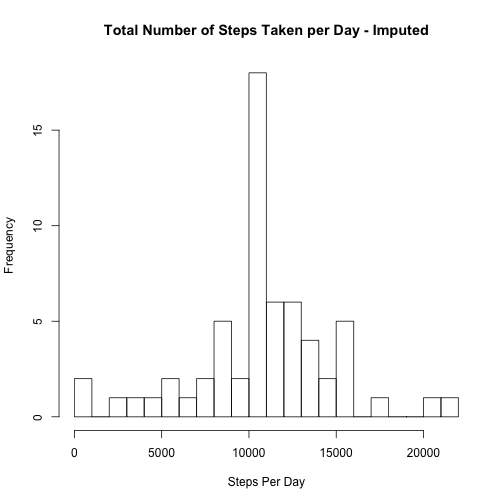 Total Number of Steps Taken per Day - Imputed
15
10
5
0
Frequency
0 5000 10000 15000 20000
Steps Per Day